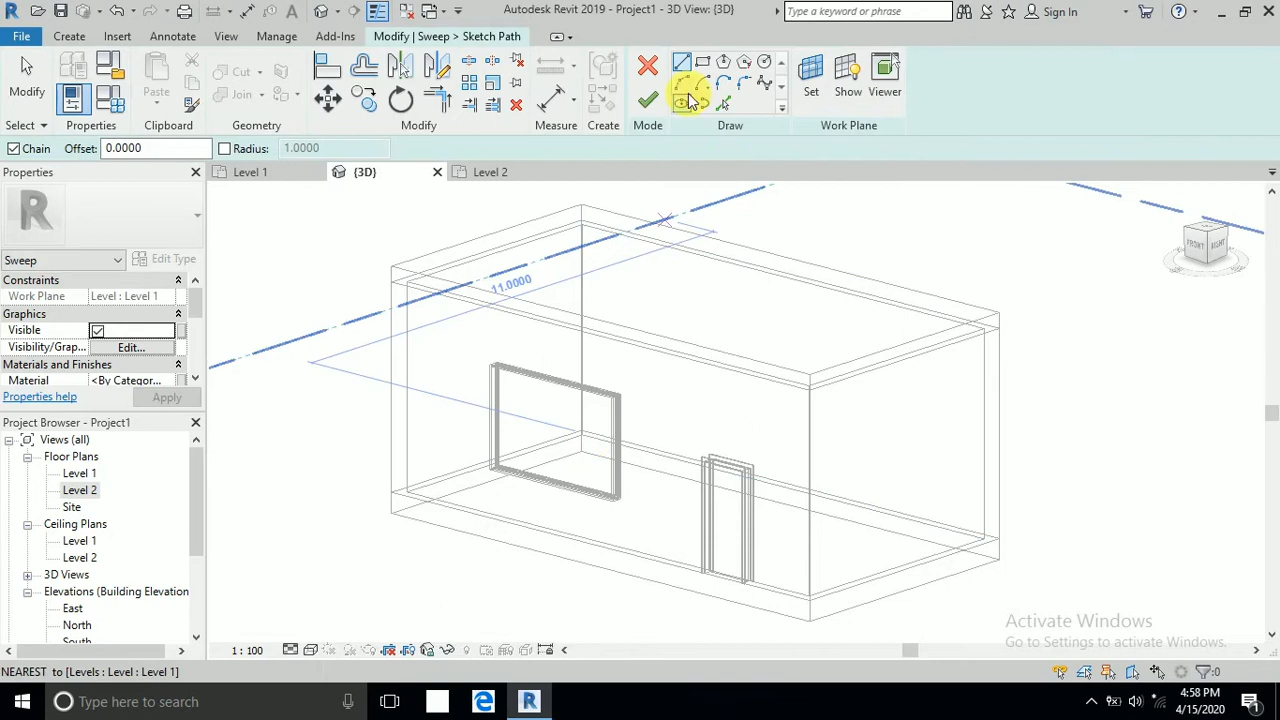 Autodesk Revit 2019 - Project1 - 3D View: {3D}
Type a keyword or phrase
Sign In
File
Create
Insert
Annotate
View
Manage
Add-Ins
Modify | Sweep > Sketch Path
Modify
Paste
Cut
Join
Create
Set
Show
Viewer
Select
Properties
Clipboard
Geometry
Modify
Measure
Create
Mode
Draw
Work Plane
Chain
Offset:
0.0000
Radius:
1.0000
Properties
Level 1
{3D}
Level 2
R
Sweep
Edit Type
Constraints
Work Plane
Level : Level 1
Graphics
Visible
Visibility/Grap...
Edit...
Materials and Finishes
Material
<By Categor...
Properties help
Apply
Project Browser - Project1
Views (all)
Floor Plans
Level 1
Level 2
Site
Ceiling Plans
Level 1
Level 2
3D Views
Elevations (Building Elevation
East
North
South
11.0000
FRONT
RIGHT
Activate Windows
Go to Settings to activate Windows.
1 : 100
NEAREST to [Levels : Level : Level 1]
:0
Type here to search
R
4:58 PM
4/15/2020
1